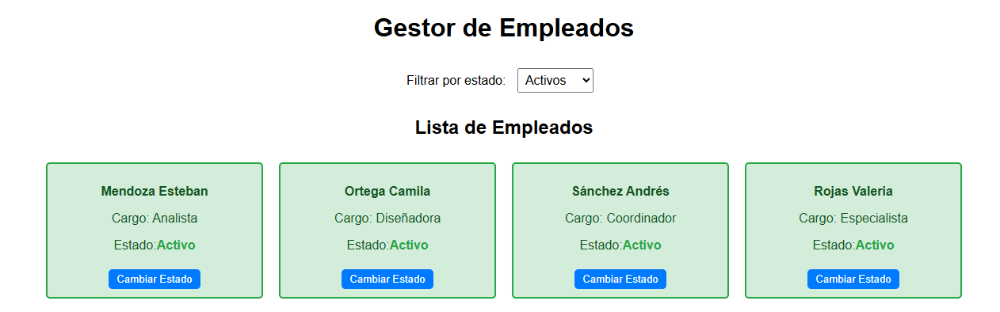 Gestor de Empleados
Filtrar por estado: Activos
Lista de Empleados
Mendoza Esteban
Cargo: Analista
Estado:Activo
Cambiar Estado
Ortega Camila
Cargo: Diseñadora
Estado:Activo
Cambiar Estado
Sánchez Andrés
Cargo: Coordinador
Estado:Activo
Cambiar Estado
Rojas Valeria
Cargo: Especialista
Estado:Activo
Cambiar Estado